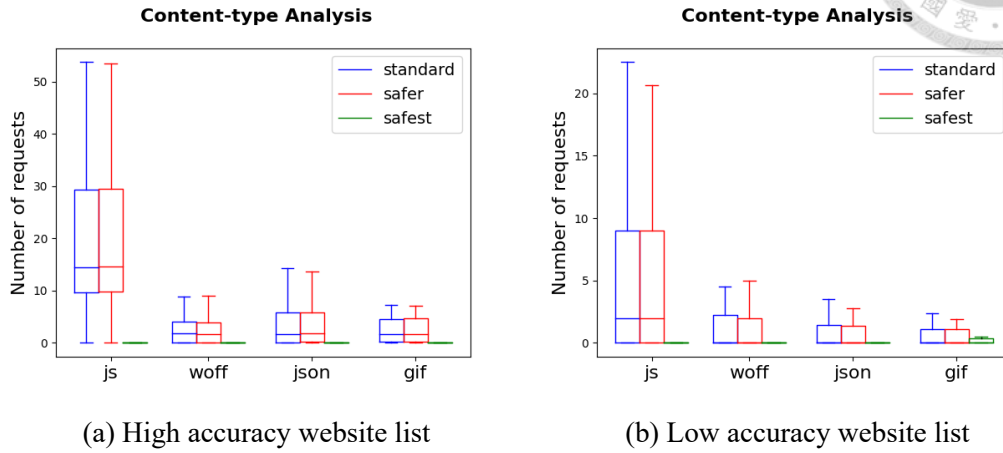 Content-type Analysis
Number of requests
50
40
30
20
10
0
standard
safer
safest
js woff json gif
(a) High accuracy website list
Content-type Analysis
國 愛
Number of requests
20
15
10
5
0
standard
safer
safest
js woff json gif
(b) Low accuracy website list